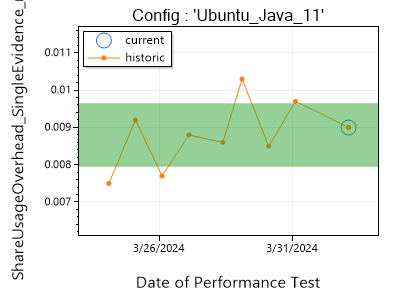 Config : 'Ubuntu_Java_11'
current
historic
0.011
0.01
0.009
0.008
0.007
3/26/2024
3/31/2024
Date of Performance Test
ShareUsageOverhead_SingleEvidence_